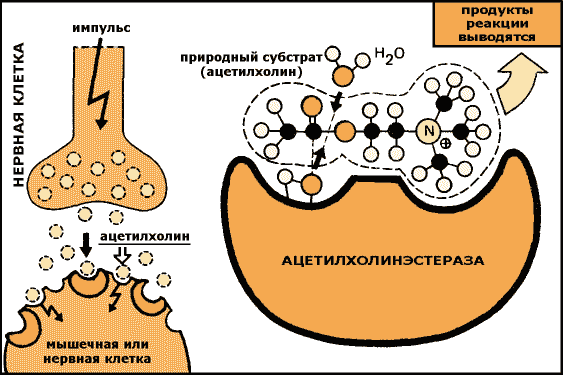 импульс
НЕРВНАЯ КЛЕТКА
ацетилхолин
мышечная или
нервная клетка
природный субстрат
(ацетилхолин)
H2O
продукты
реакции
выводятся
N
⊕
АЦЕТИЛХОЛИНЭСТЕРАЗА